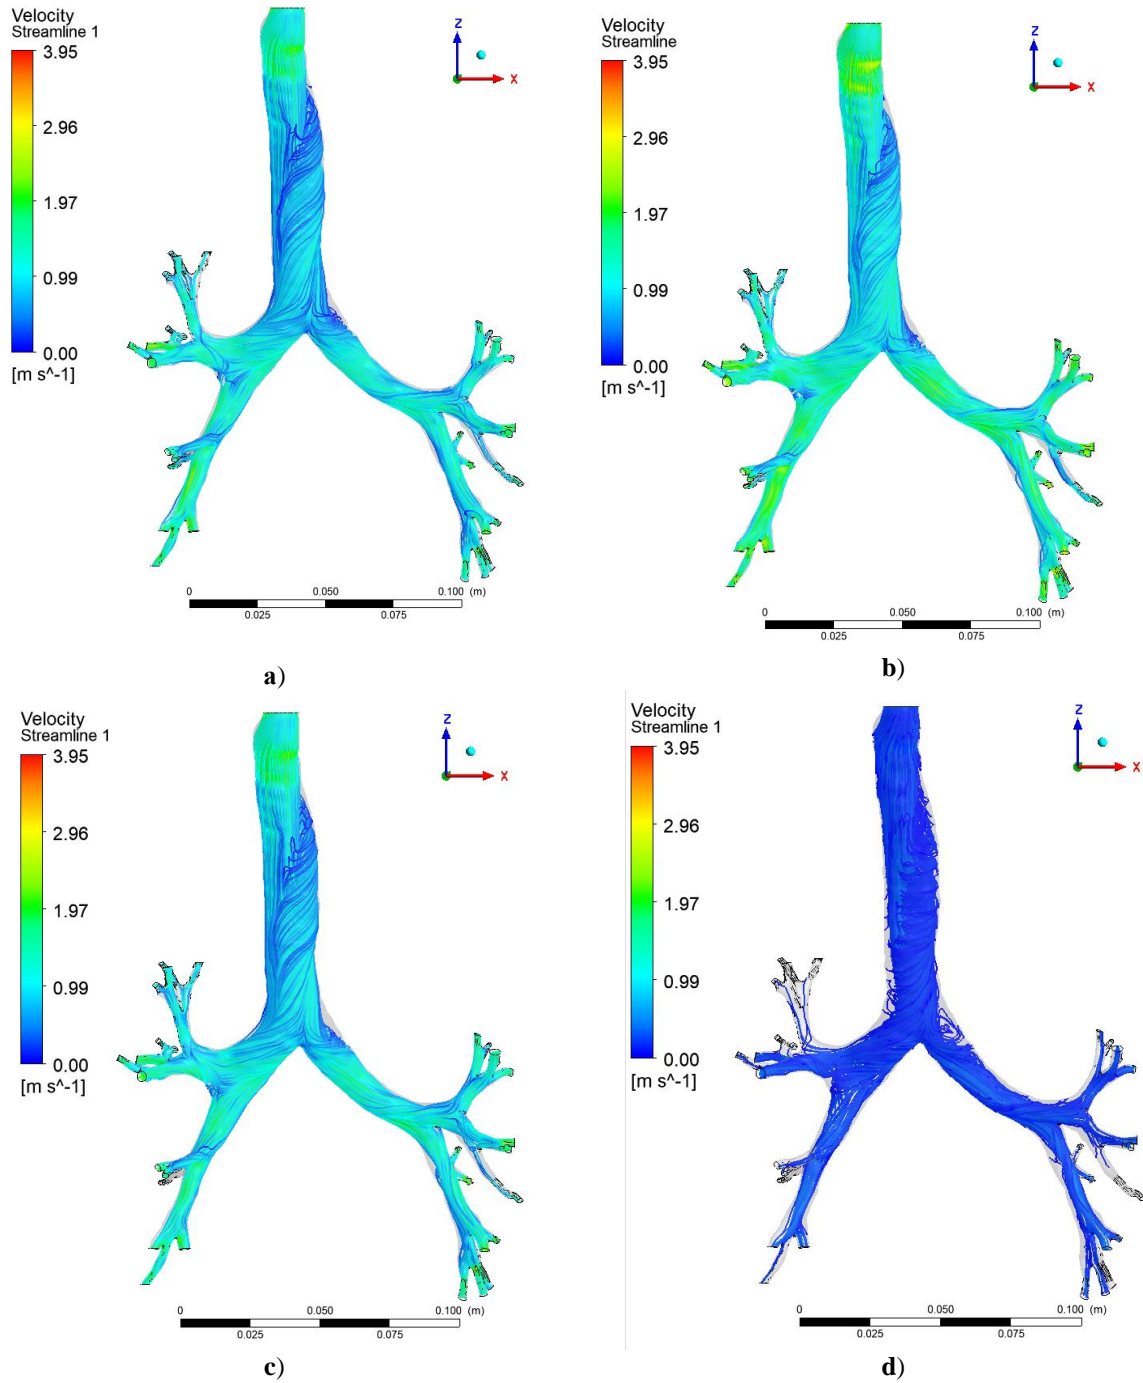 Velocity
Streamline 1
3.95
2.96
1.97
0.99
0.00
[m s^-1]
Z
X
0 0.050 0.100 (m)
0.025 0.075
a)
Velocity
Streamline
3.95
2.96
1.97
0.99
0.00
[m s^-1]
Z
X
0 0.050 0.100 (m)
0.025 0.075
b)
Velocity
Streamline 1
3.95
2.96
1.97
0.99
0.00
[m s^-1]
Z
X
0 0.050 0.100 (m)
0.025 0.075
c)
Velocity
Streamline 1
3.95
2.96
1.97
0.99
0.00
[m s^-1]
Z
X
0 0.050 0.100 (m)
0.025 0.075
d)